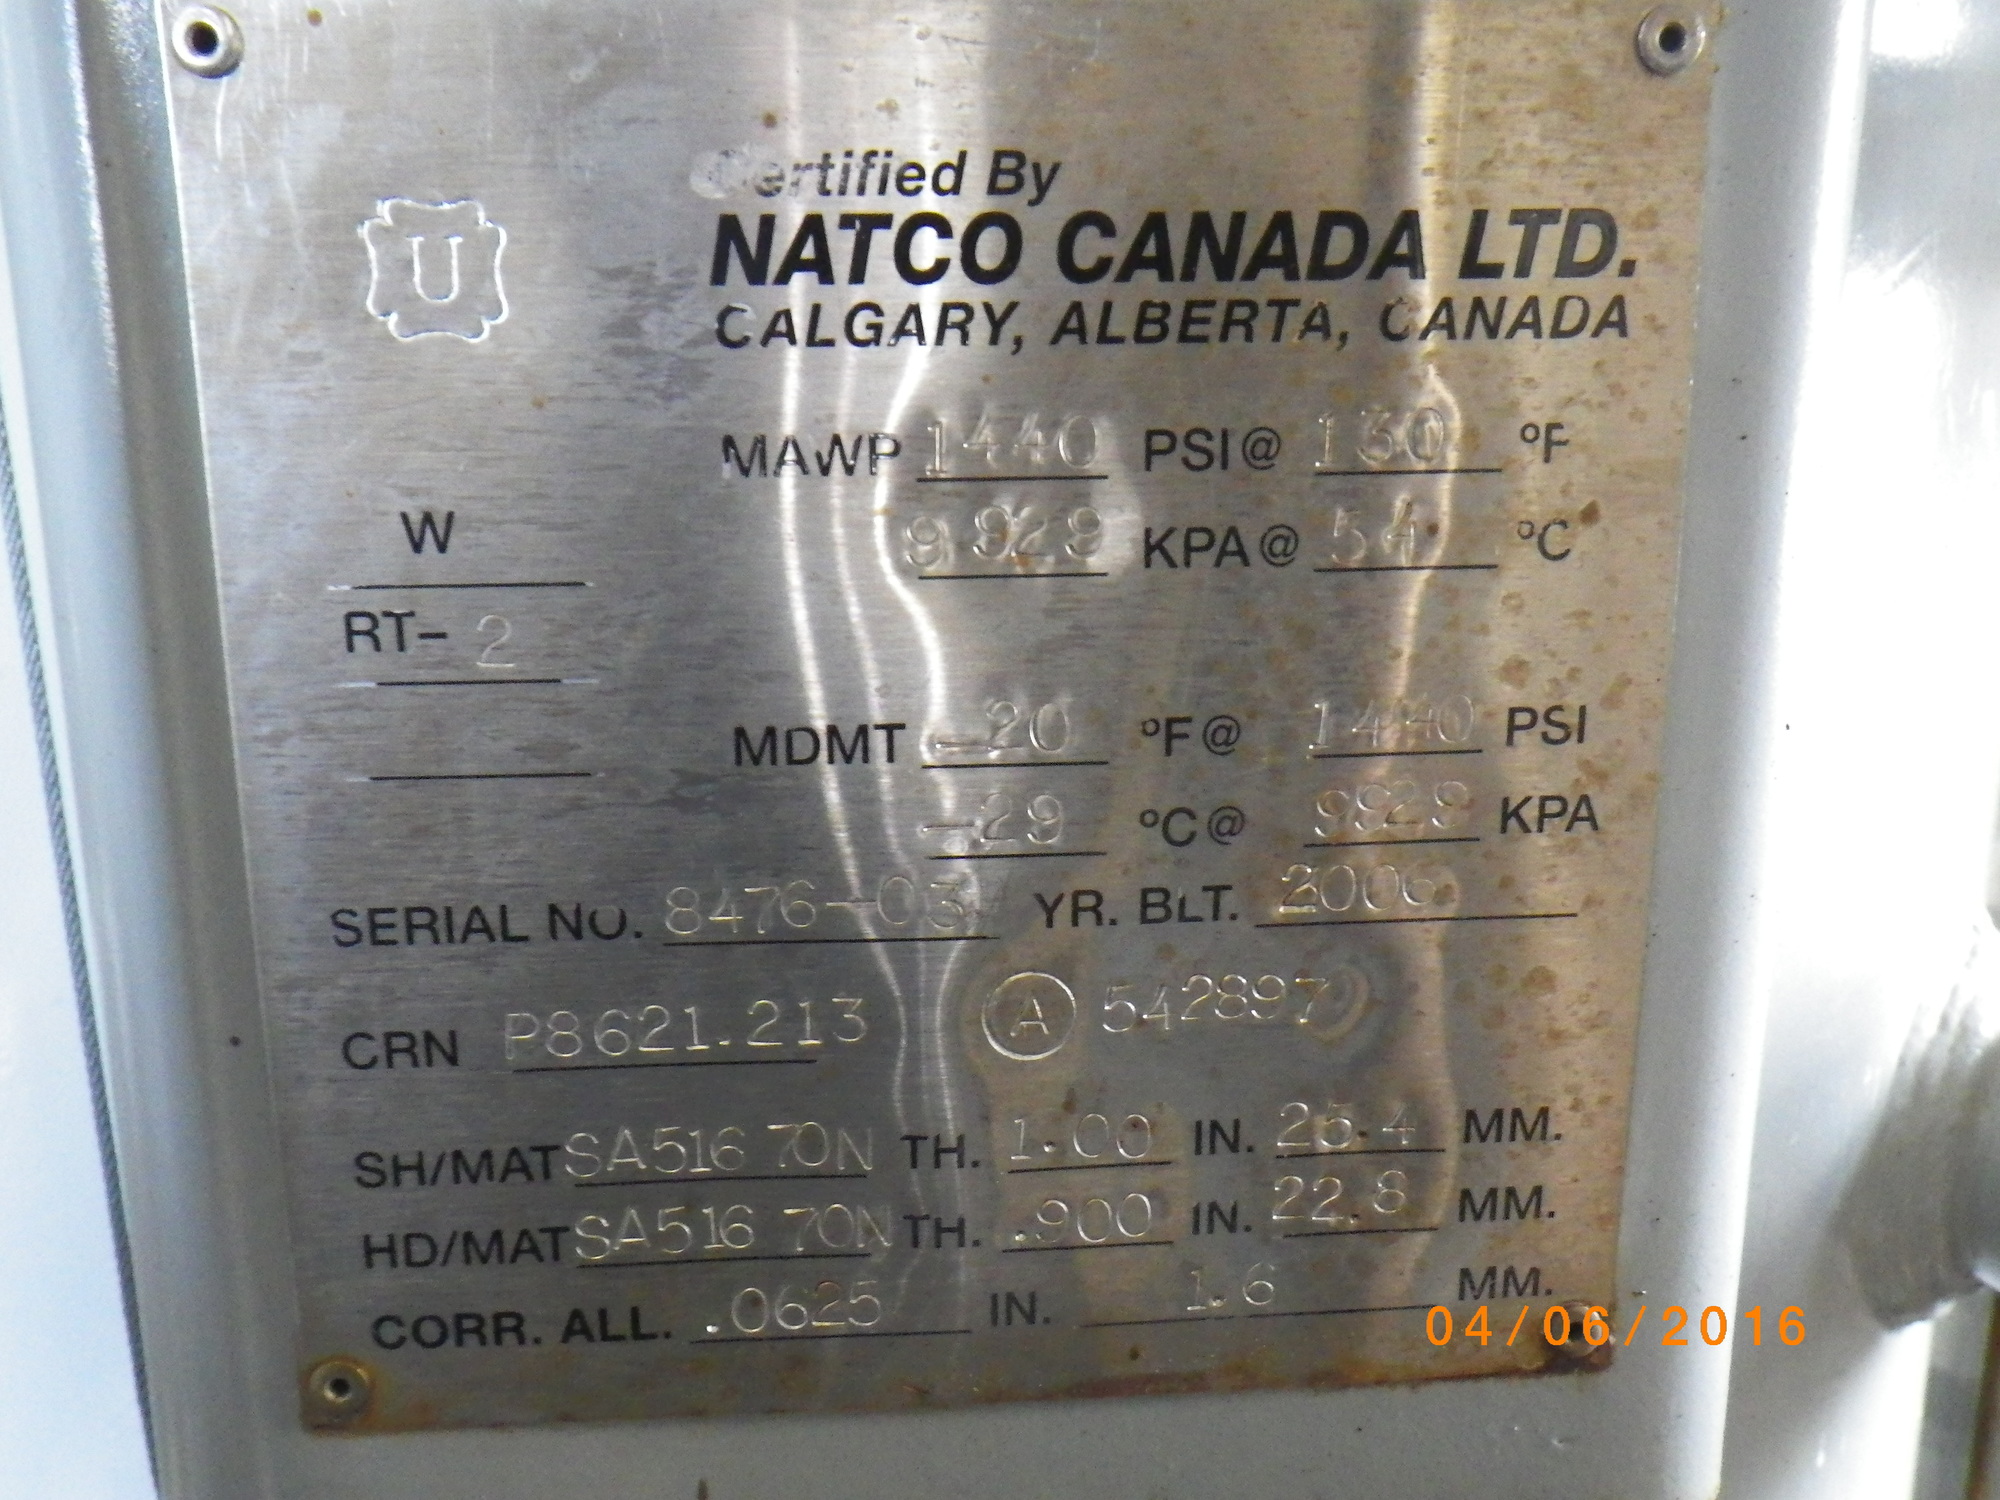 Certified By
U
NATCO CANADA LTD.
CALGARY, ALBERTA, CANADA
MAWP 1440 PSI@ 130 °F
W 9929 KPA@ 54 °C
RT- 2
MDMT -20 °F@ 1440 PSI
-29 °C@ 9929 KPA
SERIAL NO. 8476-03 YR. BLT. 2006
CRN P8621.213 A 542897
SH/MAT SA516 70N TH. 1.00 IN. 25.4 MM.
HD/MAT SA516 70N TH. .900 IN. 22.8 MM.
CORR. ALL. .0625 IN. 1.6 MM.
04/06/2016